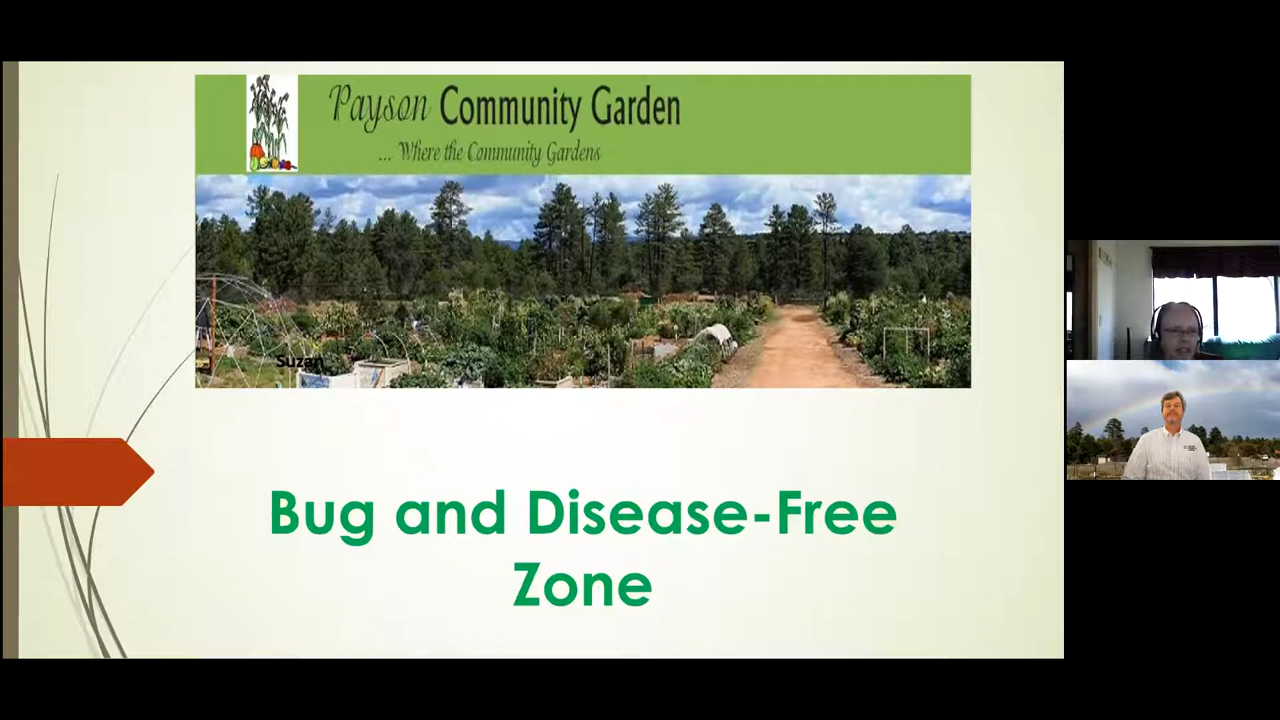 Payson Community Garden
... Where the Community Gardens
Suzan
Bug and Disease-Free
Zone